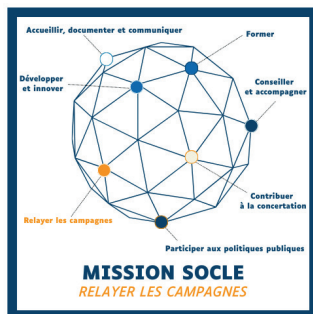 Accueillir, documenter et communiquer
Former
Développer
et innover
Conseiller
et accompagner
Contribuer
à la concertation
Relayer les campagnes
Participer aux politiques publiques
MISSION SOCLE
RELAYER LES CAMPAGNES